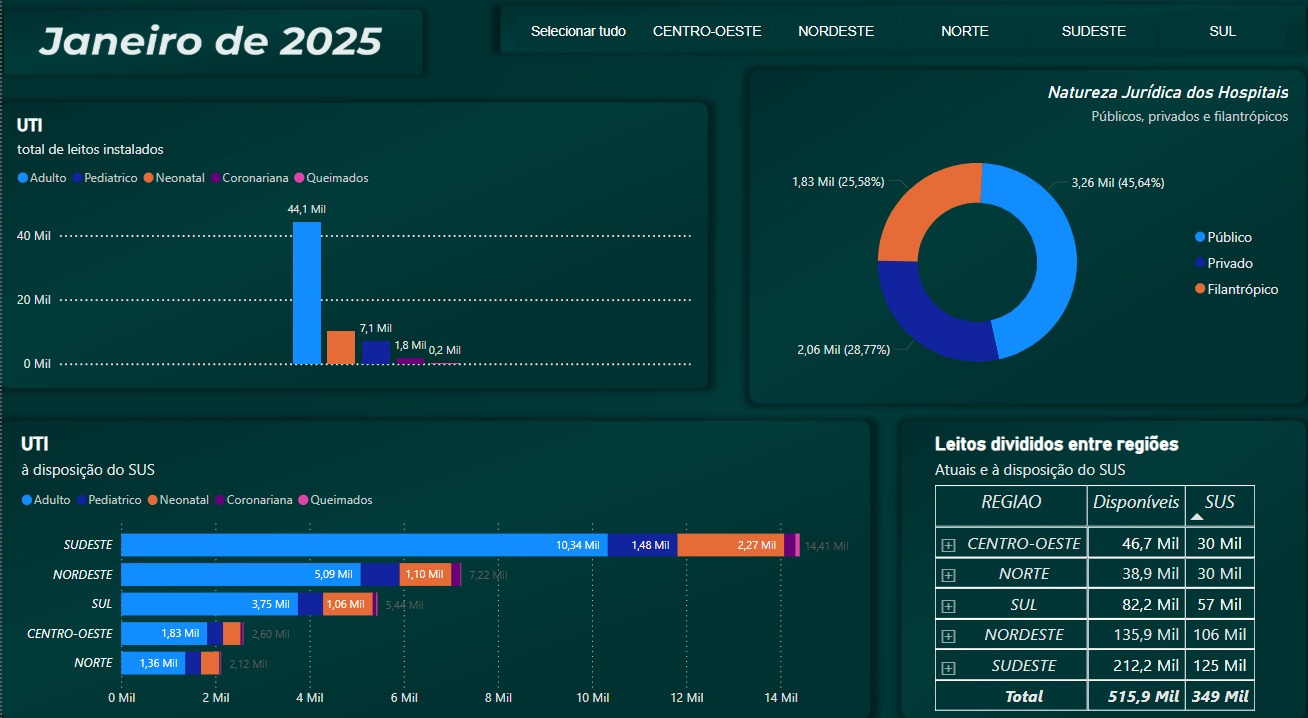 Janeiro de 2025
Selecionar tudo CENTRO-OESTE NORDESTE NORTE SUDESTE SUL
UTI
total de leitos instalados
Adulto Pediatrico Neonatal Coronariana Queimados
44,1 Mil
40 Mil
20 Mil
7,1 Mil
1,8 Mil
0,2 Mil
0 Mil
Natureza Jurídica dos Hospitais
Públicos, privados e filantrópicos
1,83 Mil (25,58%)
3,26 Mil (45,64%)
2,06 Mil (28,77%)
Público
Privado
Filantrópico
UTI
à disposição do SUS
Adulto Pediatrico Neonatal Coronariana Queimados
SUDESTE 10,34 Mil 1,48 Mil 2,27 Mil 14,41 Mil
NORDESTE 5,09 Mil 1,10 Mil 7,22 Mil
SUL 3,75 Mil 1,06 Mil 5,44 Mil
CENTRO-OESTE 1,83 Mil 2,60 Mil
NORTE 1,36 Mil 2,12 Mil
0 Mil 2 Mil 4 Mil 6 Mil 8 Mil 10 Mil 12 Mil 14 Mil
Leitos divididos entre regiões
Atuais e à disposição do SUS
REGIAO Disponíveis SUS
CENTRO-OESTE 46,7 Mil 30 Mil
NORTE 38,9 Mil 30 Mil
SUL 82,2 Mil 57 Mil
NORDESTE 135,9 Mil 106 Mil
SUDESTE 212,2 Mil 125 Mil
Total 515,9 Mil 349 Mil